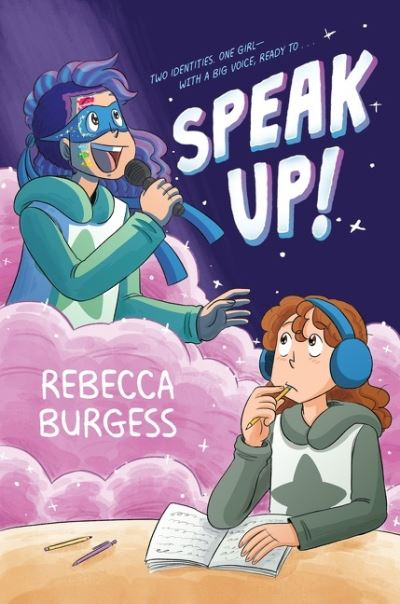 TWO IDENTITIES. ONE GIRL—
WITH A BIG VOICE, READY TO . . .
SPEAK
UP!
REBECCA
BURGESS